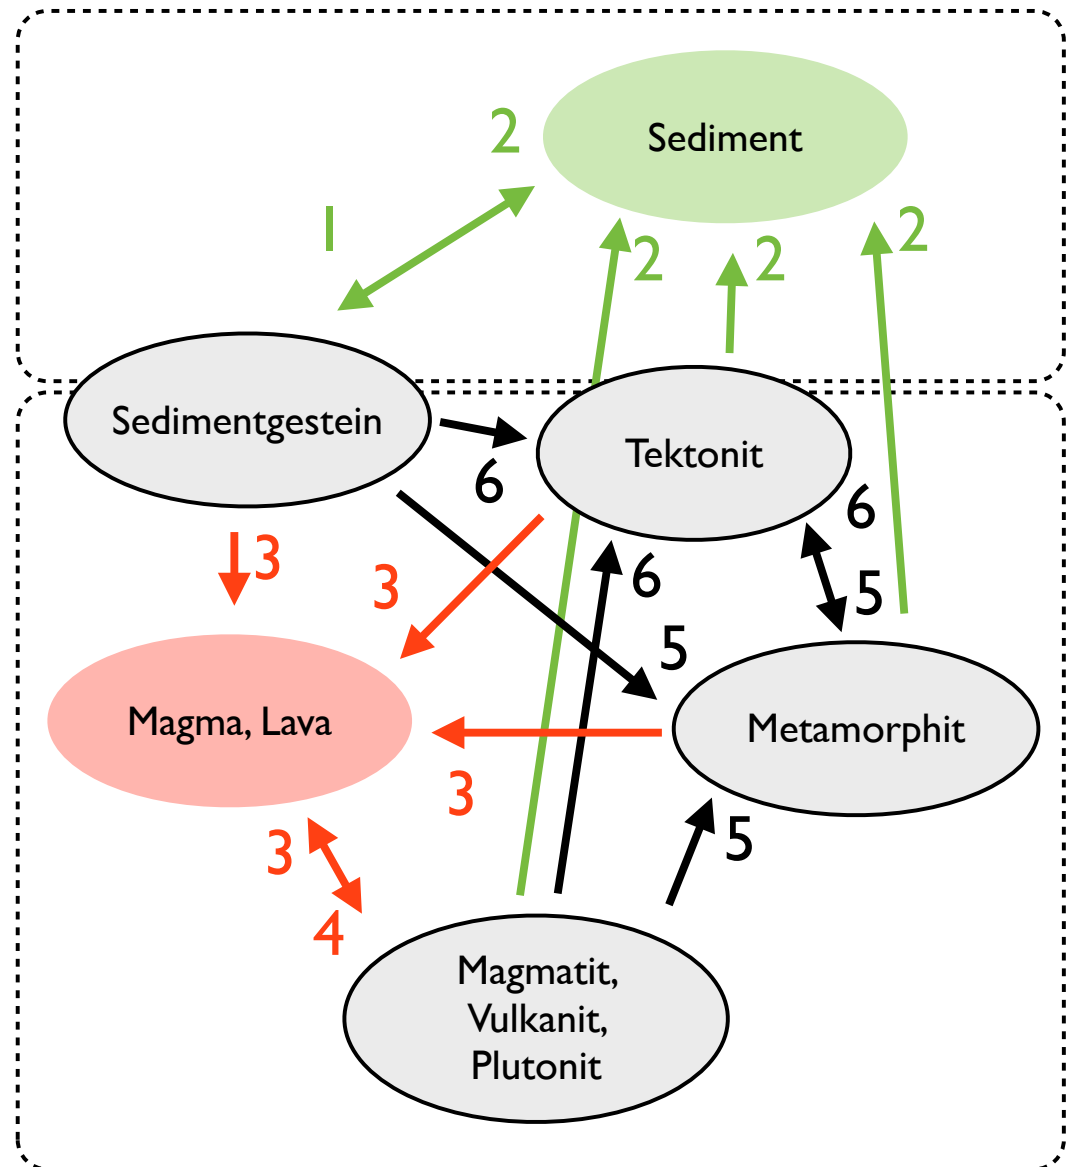 Sediment
2
1
2
2
2
Sedimentgestein
Tektonit
6
6
3
3
6
5
5
Magma, Lava
Metamorphit
3
5
3
4
Magmatit,
Vulkanit,
Plutonit